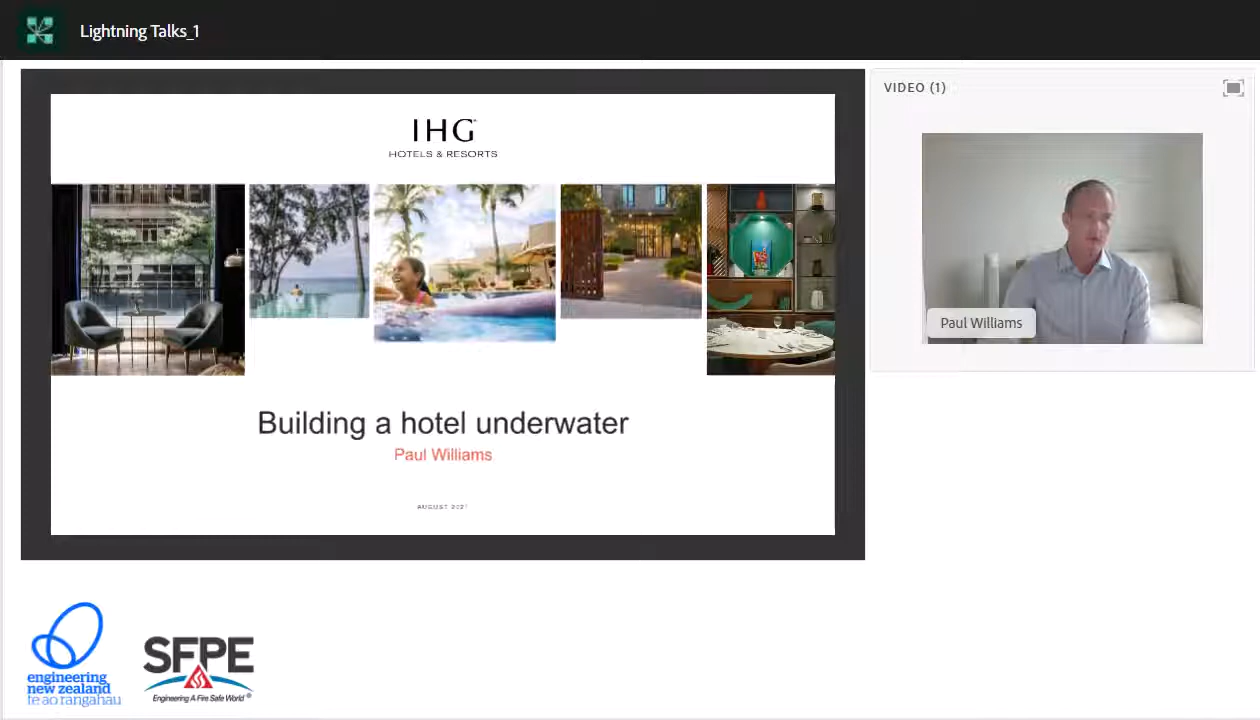 Lightning Talks_1
IHG
HOTELS & RESORTS
Building a hotel underwater
Paul Williams
AUGUST 2021
VIDEO (1)
Paul Williams
engineering
new zealand
te ao rangahau
SFPE
Engineering A Fire Safe World ®